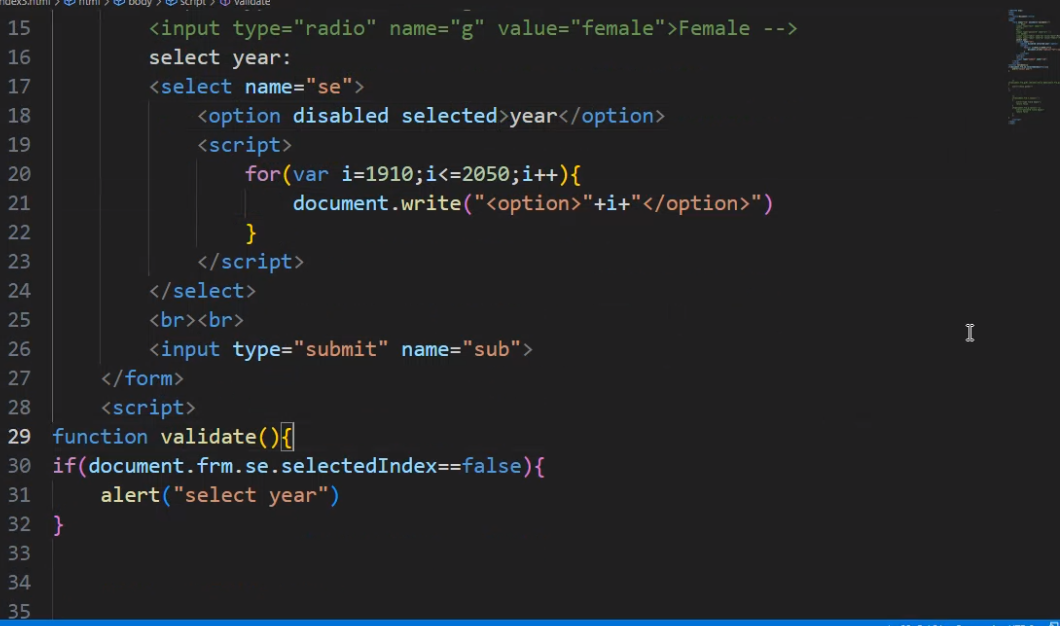 index3.html > html > body > script > validate
15 <input type="radio" name="g" value="female">Female -->
16 select year:
17 <select name="se">
18 <option disabled selected>year</option>
19 <script>
20 for(var i=1910;i<=2050;i++){
21 document.write("<option>"+i+"</option>")
22 }
23 </script>
24 </select>
25 <br><br>
26 <input type="submit" name="sub">
27 </form>
28 <script>
29 function validate(){
30 if(document.frm.se.selectedIndex==false){
31 alert("select year")
32 }
33
34
35